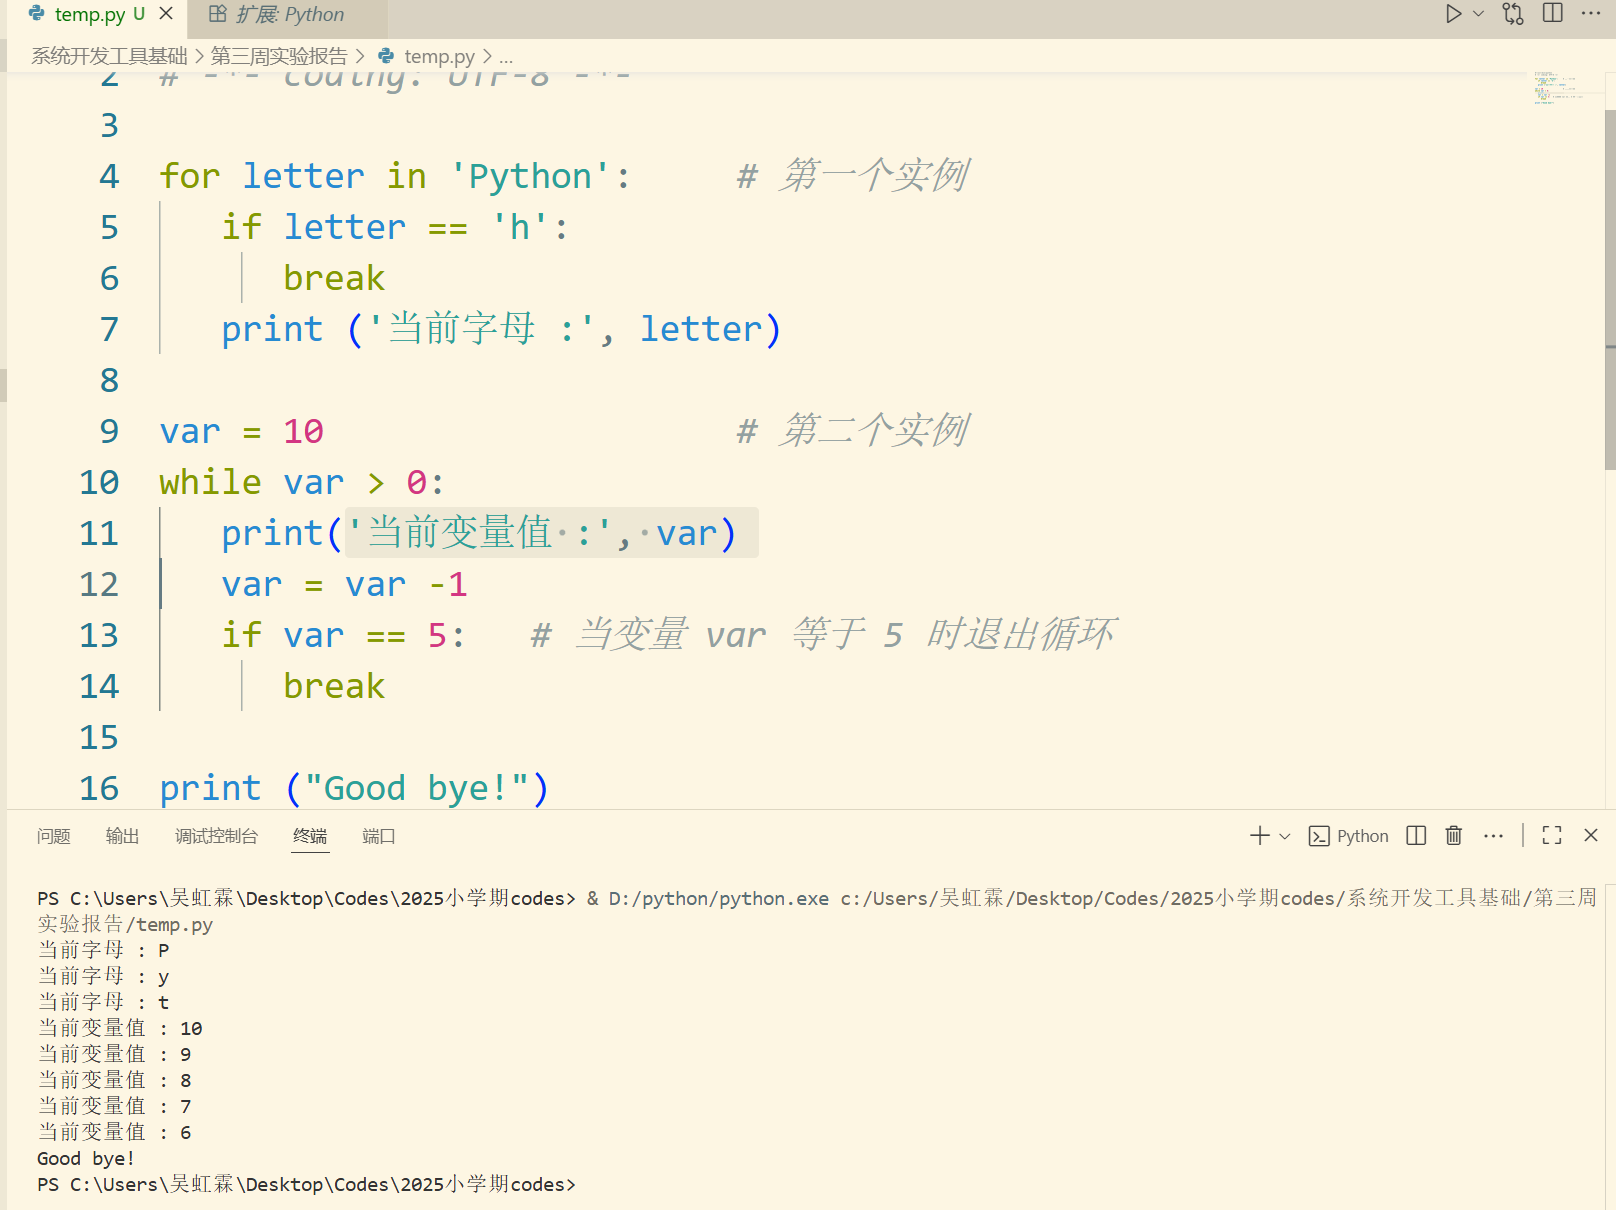 temp.py U
扩展: Python
系统开发工具基础 > 第三周实验报告 > temp.py > ...
2 # -*- coding: UTF-8 -*-
3
4 for letter in 'Python':     # 第一个实例
5    if letter == 'h':
6       break
7    print ('当前字母 :', letter)
8
9 var = 10                    # 第二个实例
10 while var > 0:
11    print('当前变量值 :', var)
12    var = var -1
13    if var == 5:   # 当变量 var 等于 5 时退出循环
14       break
15
16 print ("Good bye!")
问题 输出 调试控制台 终端 端口
Python
PS C:\Users\吴虹霖\Desktop\Codes\2025小学期codes> & D:/python/python.exe c:/Users/吴虹霖/Desktop/Codes/2025小学期codes/系统开发工具基础/第三周
实验报告/temp.py
当前字母 : P
当前字母 : y
当前字母 : t
当前变量值 : 10
当前变量值 : 9
当前变量值 : 8
当前变量值 : 7
当前变量值 : 6
Good bye!
PS C:\Users\吴虹霖\Desktop\Codes\2025小学期codes>